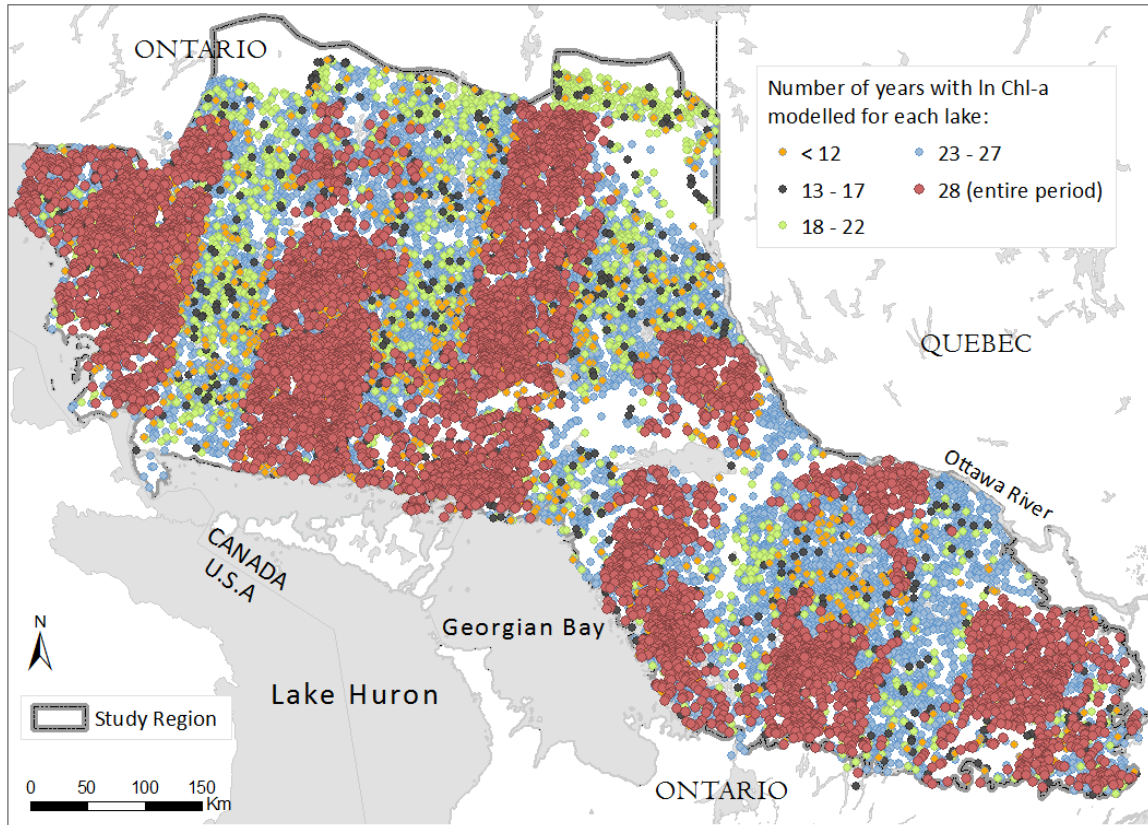 ONTARIO
Number of years with ln Chl-a
modelled for each lake:
< 12
23 - 27
13 - 17
28 (entire period)
18 - 22
QUEBEC
Ottawa River
CANADA
U.S.A
N
Georgian Bay
Lake Huron
Study Region
0 50 100 150
Km
ONTARIO